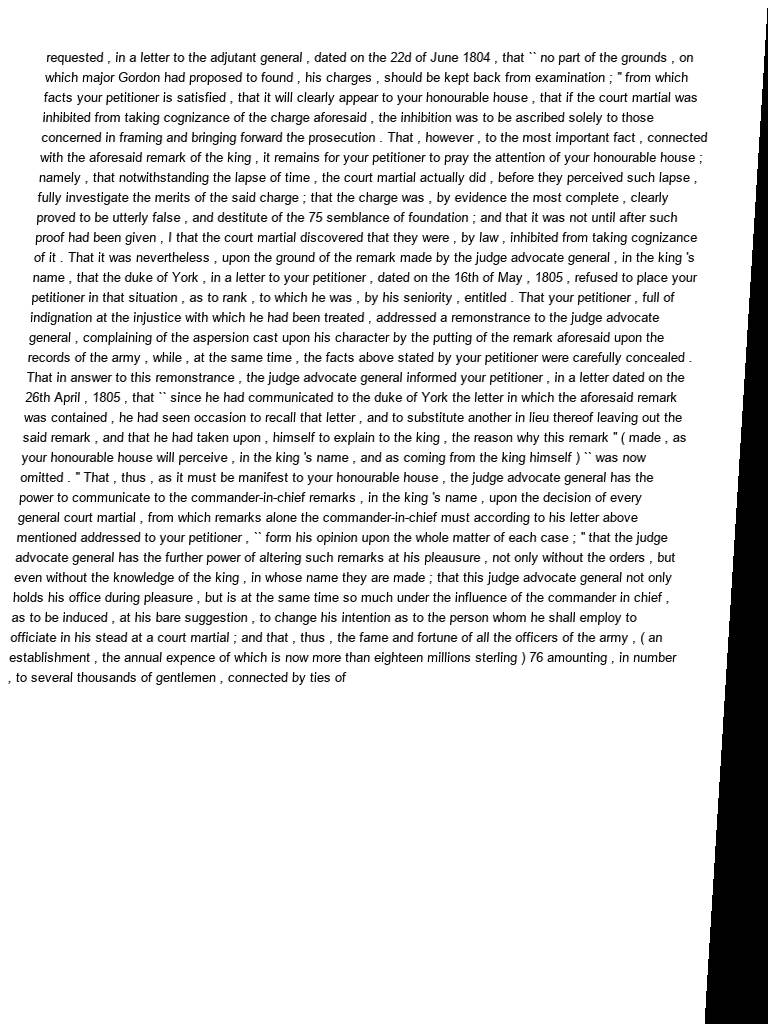 requested , in a letter to the adjutant general , dated on the 22d of June 1804 , that `` no part of the grounds , on
which major Gordon had proposed to found , his charges , should be kept back from examination ; '' from which
facts your petitioner is satisfied , that it will clearly appear to your honourable house , that if the court martial was
inhibited from taking cognizance of the charge aforesaid , the inhibition was to be ascribed solely to those
concerned in framing and bringing forward the prosecution . That , however , to the most important fact , connected
with the aforesaid remark of the king , it remains for your petitioner to pray the attention of your honourable house ;
namely , that notwithstanding the lapse of time , the court martial actually did , before they perceived such lapse ,
fully investigate the merits of the said charge ; that the charge was , by evidence the most complete , clearly
proved to be utterly false , and destitute of the 75 semblance of foundation ; and that it was not until after such
proof had been given , I that the court martial discovered that they were , by law , inhibited from taking cognizance
of it . That it was nevertheless , upon the ground of the remark made by the judge advocate general , in the king 's
name , that the duke of York , in a letter to your petitioner , dated on the 16th of May , 1805 , refused to place your
petitioner in that situation , as to rank , to which he was , by his seniority , entitled . That your petitioner , full of
indignation at the injustice with which he had been treated , addressed a remonstrance to the judge advocate
general , complaining of the aspersion cast upon his character by the putting of the remark aforesaid upon the
records of the army , while , at the same time , the facts above stated by your petitioner were carefully concealed .
That in answer to this remonstrance , the judge advocate general informed your petitioner , in a letter dated on the
26th April , 1805 , that `` since he had communicated to the duke of York the letter in which the aforesaid remark
was contained , he had seen occasion to recall that letter , and to substitute another in lieu thereof leaving out the
said remark , and that he had taken upon , himself to explain to the king , the reason why this remark '' ( made , as
your honourable house will perceive , in the king 's name , and as coming from the king himself ) `` was now
omitted . '' That , thus , as it must be manifest to your honourable house , the judge advocate general has the
power to communicate to the commander-in-chief remarks , in the king 's name , upon the decision of every
general court martial , from which remarks alone the commander-in-chief must according to his letter above
mentioned addressed to your petitioner , `` form his opinion upon the whole matter of each case ; '' that the judge
advocate general has the further power of altering such remarks at his pleausure , not only without the orders , but
even without the knowledge of the king , in whose name they are made ; that this judge advocate general not only
holds his office during pleasure , but is at the same time so much under the influence of the commander in chief ,
as to be induced , at his bare suggestion , to change his intention as to the person whom he shall employ to
officiate in his stead at a court martial ; and that , thus , the fame and fortune of all the officers of the army , ( an
establishment , the annual expence of which is now more than eighteen millions sterling ) 76 amounting , in number
, to several thousands of gentlemen , connected by ties of